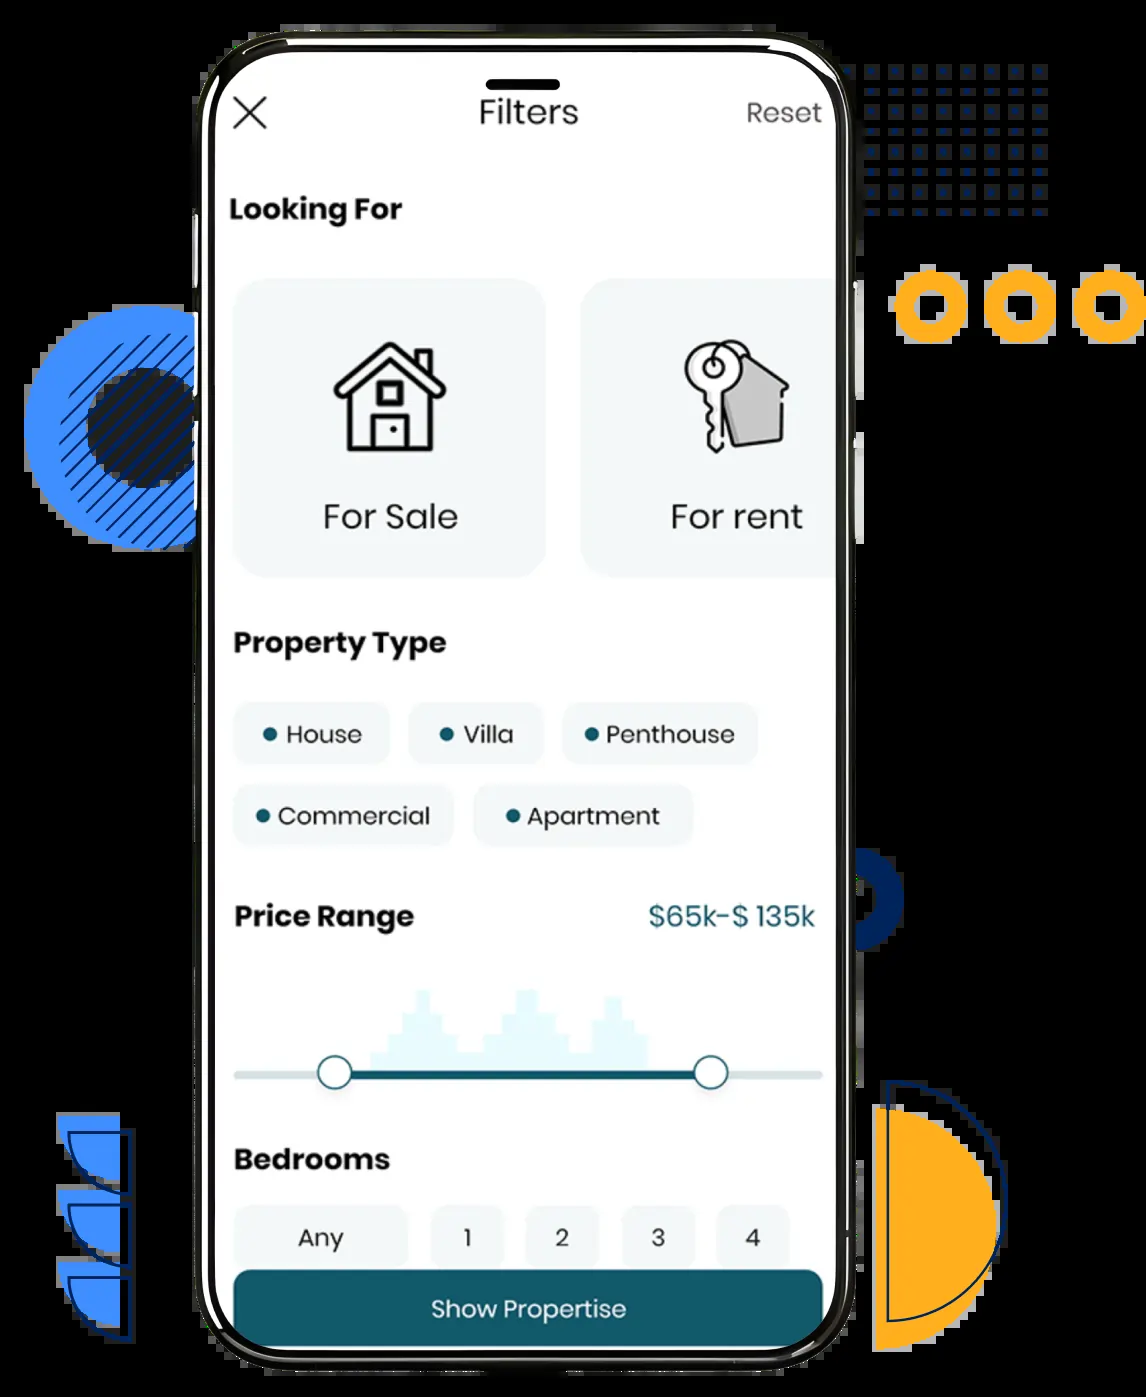 Filters
Reset
Looking For
For Sale
For rent
Property Type
House
Villa
Penthouse
Commercial
Apartment
Price Range
$65k-$ 135k
Bedrooms
Any
1
2
3
4
Show Propertise